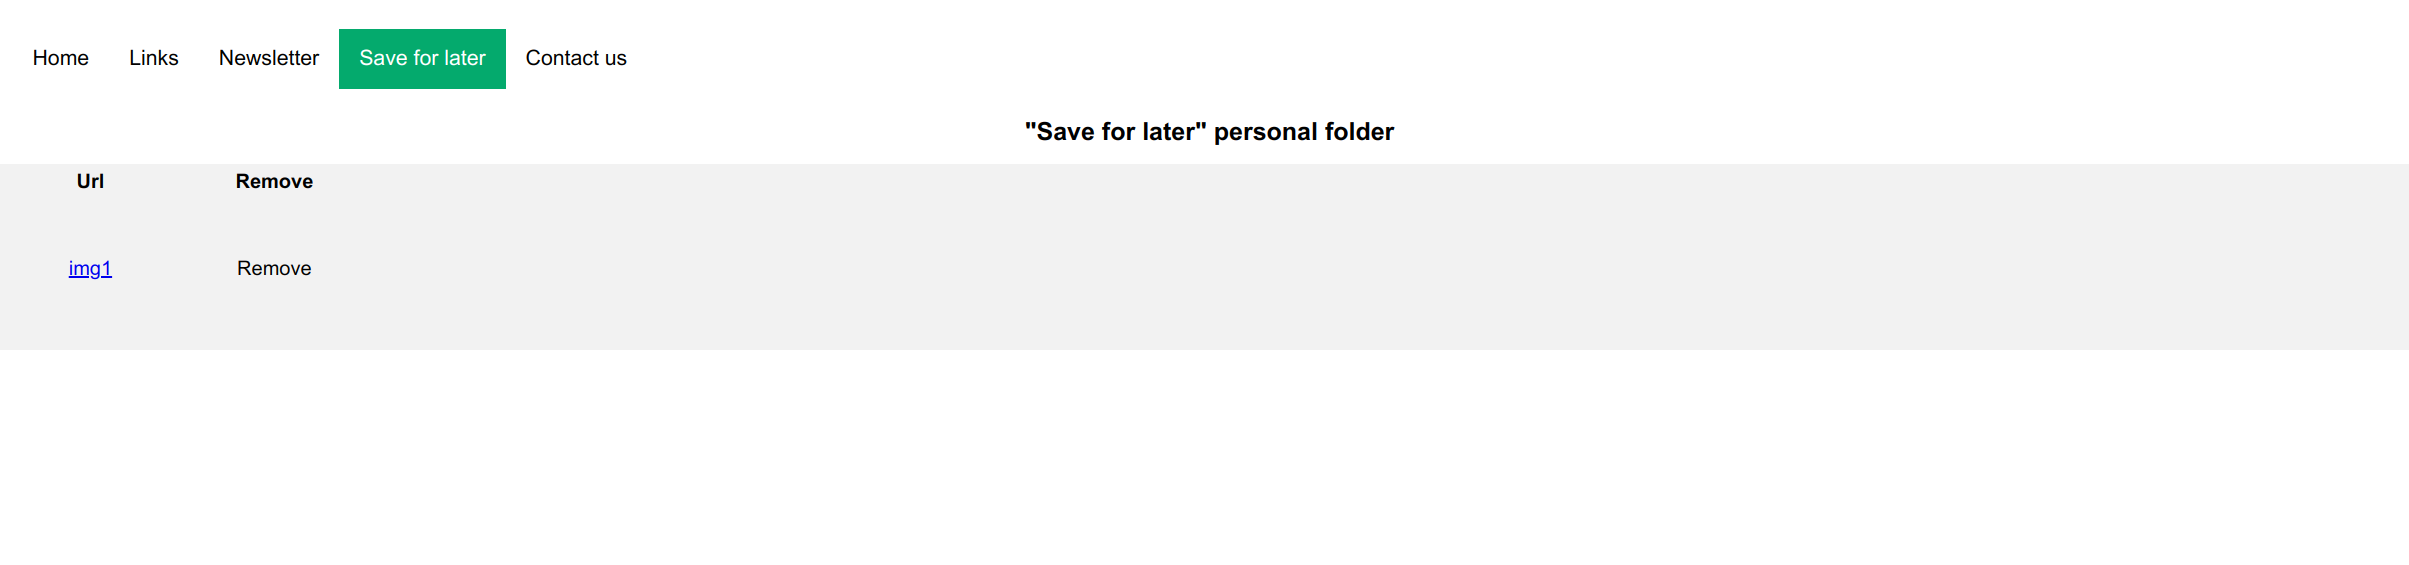 Home Links Newsletter Save for later Contact us
"Save for later" personal folder
Url Remove
img1 Remove